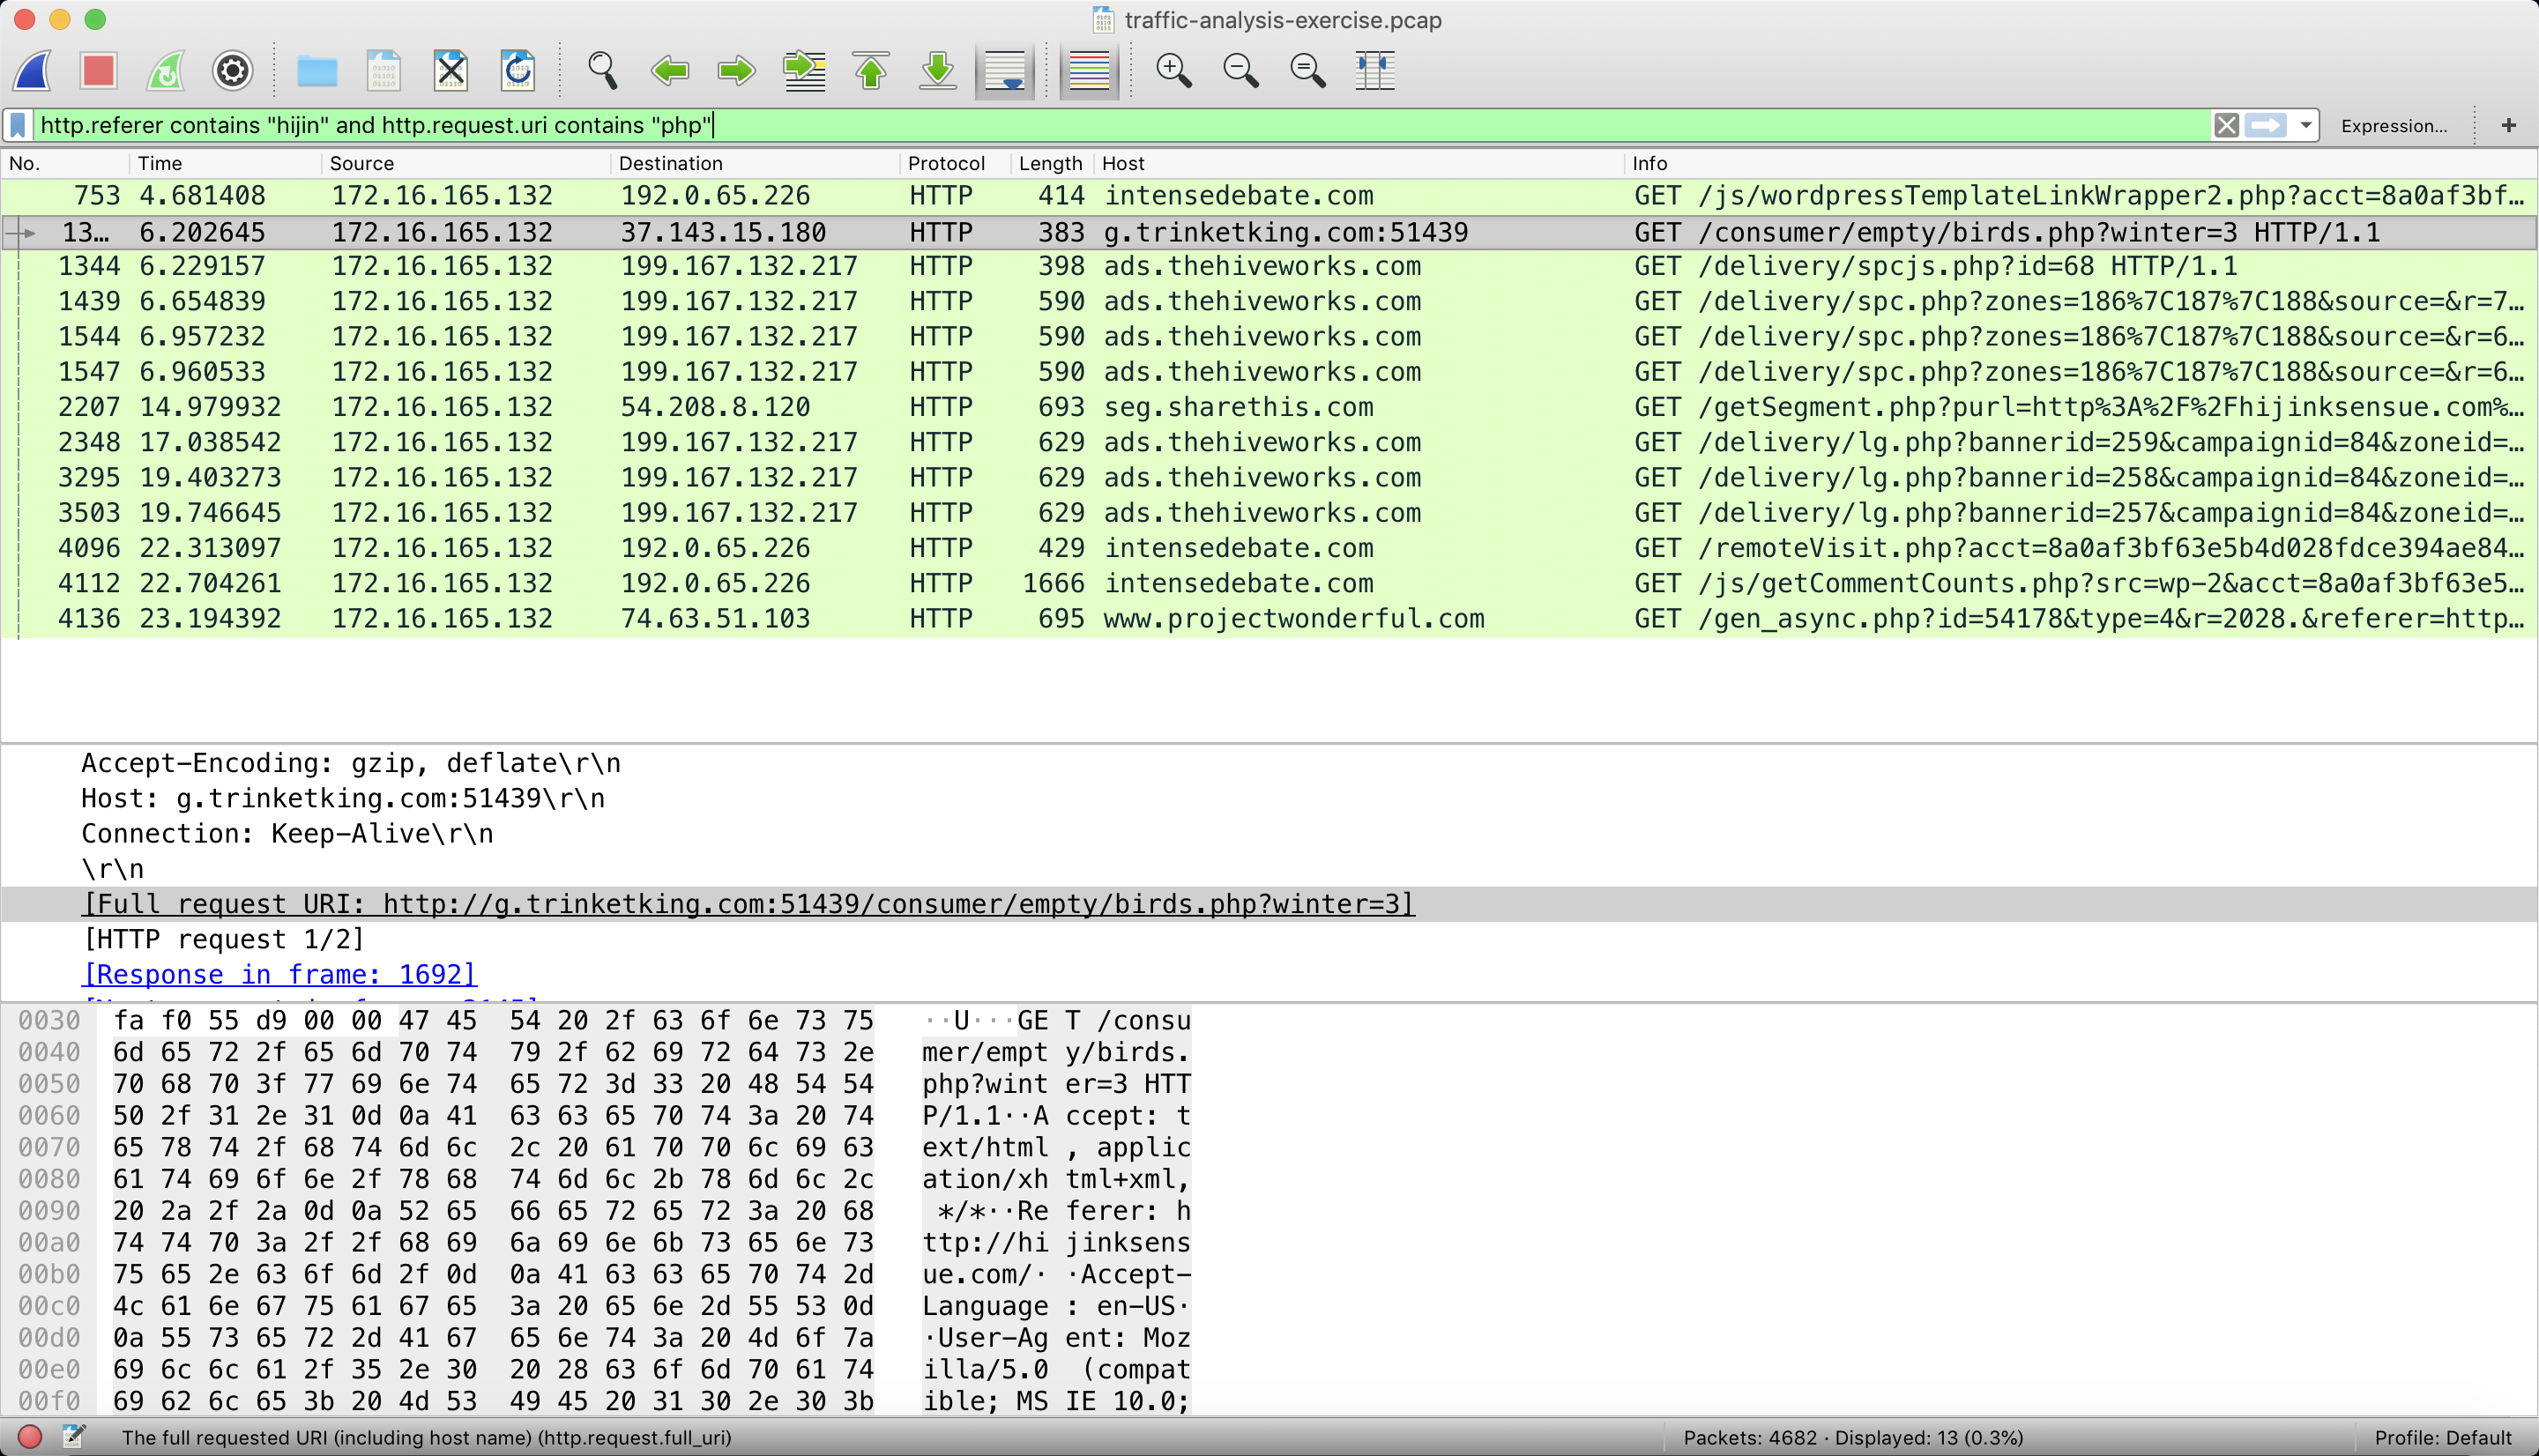 traffic-analysis-exercise.pcap
http.referer contains "hijin" and http.request.uri contains "php"
Expression...
+
No. Time Source Destination Protocol Length Host Info
753 4.681408 172.16.165.132 192.0.65.226 HTTP 414 intensedebate.com GET /js/wordpressTemplateLinkWrapper2.php?acct=8a0af3bf…
13… 6.202645 172.16.165.132 37.143.15.180 HTTP 383 g.trinketking.com:51439 GET /consumer/empty/birds.php?winter=3 HTTP/1.1
1344 6.229157 172.16.165.132 199.167.132.217 HTTP 398 ads.thehiveworks.com GET /delivery/spcjs.php?id=68 HTTP/1.1
1439 6.654839 172.16.165.132 199.167.132.217 HTTP 590 ads.thehiveworks.com GET /delivery/spc.php?zones=186%7C187%7C188&source=&r=7…
1544 6.957232 172.16.165.132 199.167.132.217 HTTP 590 ads.thehiveworks.com GET /delivery/spc.php?zones=186%7C187%7C188&source=&r=6…
1547 6.960533 172.16.165.132 199.167.132.217 HTTP 590 ads.thehiveworks.com GET /delivery/spc.php?zones=186%7C187%7C188&source=&r=6…
2207 14.979932 172.16.165.132 54.208.8.120 HTTP 693 seg.sharethis.com GET /getSegment.php?purl=http%3A%2F%2Fhijinksensue.com%…
2348 17.038542 172.16.165.132 199.167.132.217 HTTP 629 ads.thehiveworks.com GET /delivery/lg.php?bannerid=259&campaignid=84&zoneid=…
3295 19.403273 172.16.165.132 199.167.132.217 HTTP 629 ads.thehiveworks.com GET /delivery/lg.php?bannerid=258&campaignid=84&zoneid=…
3503 19.746645 172.16.165.132 199.167.132.217 HTTP 629 ads.thehiveworks.com GET /delivery/lg.php?bannerid=257&campaignid=84&zoneid=…
4096 22.313097 172.16.165.132 192.0.65.226 HTTP 429 intensedebate.com GET /remoteVisit.php?acct=8a0af3bf63e5b4d028fdce394ae84…
4112 22.704261 172.16.165.132 192.0.65.226 HTTP 1666 intensedebate.com GET /js/getCommentCounts.php?src=wp-2&acct=8a0af3bf63e5…
4136 23.194392 172.16.165.132 74.63.51.103 HTTP 695 www.projectwonderful.com GET /gen_async.php?id=54178&type=4&r=2028.&referer=http…
Accept-Encoding: gzip, deflate\r\n
Host: g.trinketking.com:51439\r\n
Connection: Keep-Alive\r\n
\r\n
[Full request URI: http://g.trinketking.com:51439/consumer/empty/birds.php?winter=3]
[HTTP request 1/2]
[Response in frame: 1692]
0030 fa f0 55 d9 00 00 47 45 54 20 2f 63 6f 6e 73 75 ··U···GE T /consu
0040 6d 65 72 2f 65 6d 70 74 79 2f 62 69 72 64 73 2e mer/empt y/birds.
0050 70 68 70 3f 77 69 6e 74 65 72 3d 33 20 48 54 54 php?wint er=3 HTT
0060 50 2f 31 2e 31 0d 0a 41 63 63 65 70 74 3a 20 74 P/1.1··A ccept: t
0070 65 78 74 2f 68 74 6d 6c 2c 20 61 70 70 6c 69 63 ext/html , applic
0080 61 74 69 6f 6e 2f 78 68 74 6d 6c 2b 78 6d 6c 2c ation/xh tml+xml,
0090 20 2a 2f 2a 0d 0a 52 65 66 65 72 65 72 3a 20 68 */*··Re ferer: h
00a0 74 74 70 3a 2f 2f 68 69 6a 69 6e 6b 73 65 6e 73 ttp://hi jinksens
00b0 75 65 2e 63 6f 6d 2f 0d 0a 41 63 63 65 70 74 2d ue.com/· ·Accept-
00c0 4c 61 6e 67 75 61 67 65 3a 20 65 6e 2d 55 53 0d Language : en-US·
00d0 0a 55 73 65 72 2d 41 67 65 6e 74 3a 20 4d 6f 7a ·User-Ag ent: Moz
00e0 69 6c 6c 61 2f 35 2e 30 20 28 63 6f 6d 70 61 74 illa/5.0 (compat
00f0 69 62 6c 65 3b 20 4d 53 49 45 20 31 30 2e 30 3b ible; MS IE 10.0;
The full requested URI (including host name) (http.request.full_uri)
Packets: 4682 · Displayed: 13 (0.3%)
Profile: Default